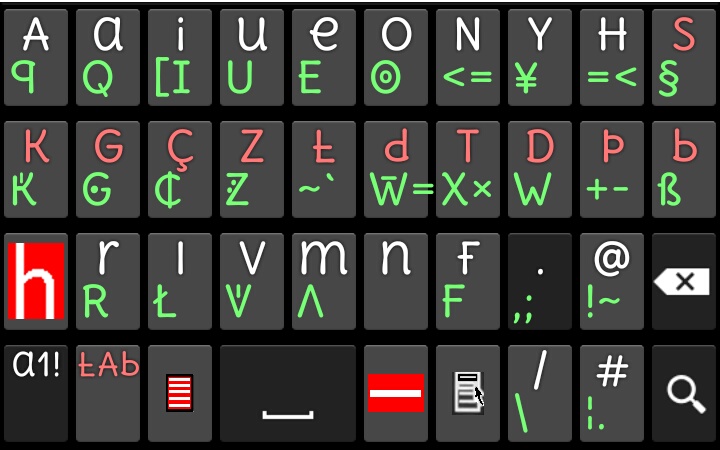 A a i u e O N Y H S
q Q [I U E ʘ <= ¥ =< §
K G Ç Z Ł d T D Þ b
Ǩ G ₵ Ż ~` W̅= X× W +- ß
h r l v m n F . @
R Ł V Λ F ,; !~
a1! ŁAb / #
\ ¦.